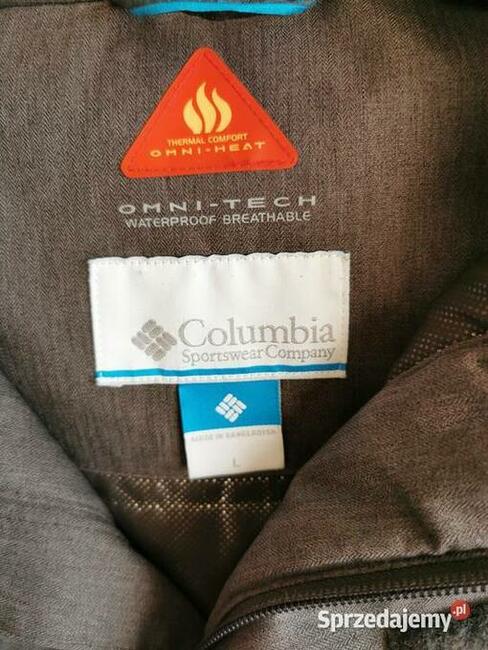 THERMAL COMFORT
OMNI-HEAT
OMNI-TECH
WATERPROOF BREATHABLE
Columbia
Sportswear Company
MADE IN BANGLADESH
L
Sprzedajemy.pl